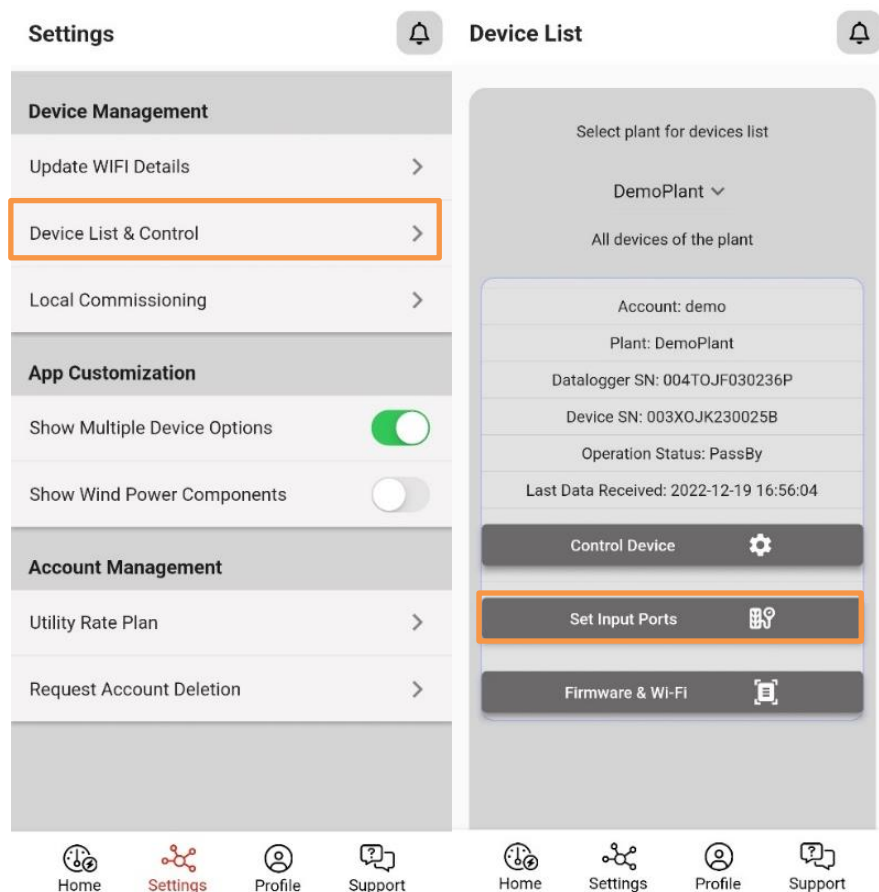 Settings
Device Management
Update WIFI Details
Device List & Control
Local Commissioning
App Customization
Show Multiple Device Options
Show Wind Power Components
Account Management
Utility Rate Plan
Request Account Deletion
Home
Settings
Profile
Support
Device List
Select plant for devices list
DemoPlant
All devices of the plant
Account: demo
Plant: DemoPlant
Datalogger SN: 004TOJF030236P
Device SN: 003XOJK230025B
Operation Status: PassBy
Last Data Received: 2022-12-19 16:56:04
Control Device
Set Input Ports
Firmware & Wi-Fi
Home
Settings
Profile
Support